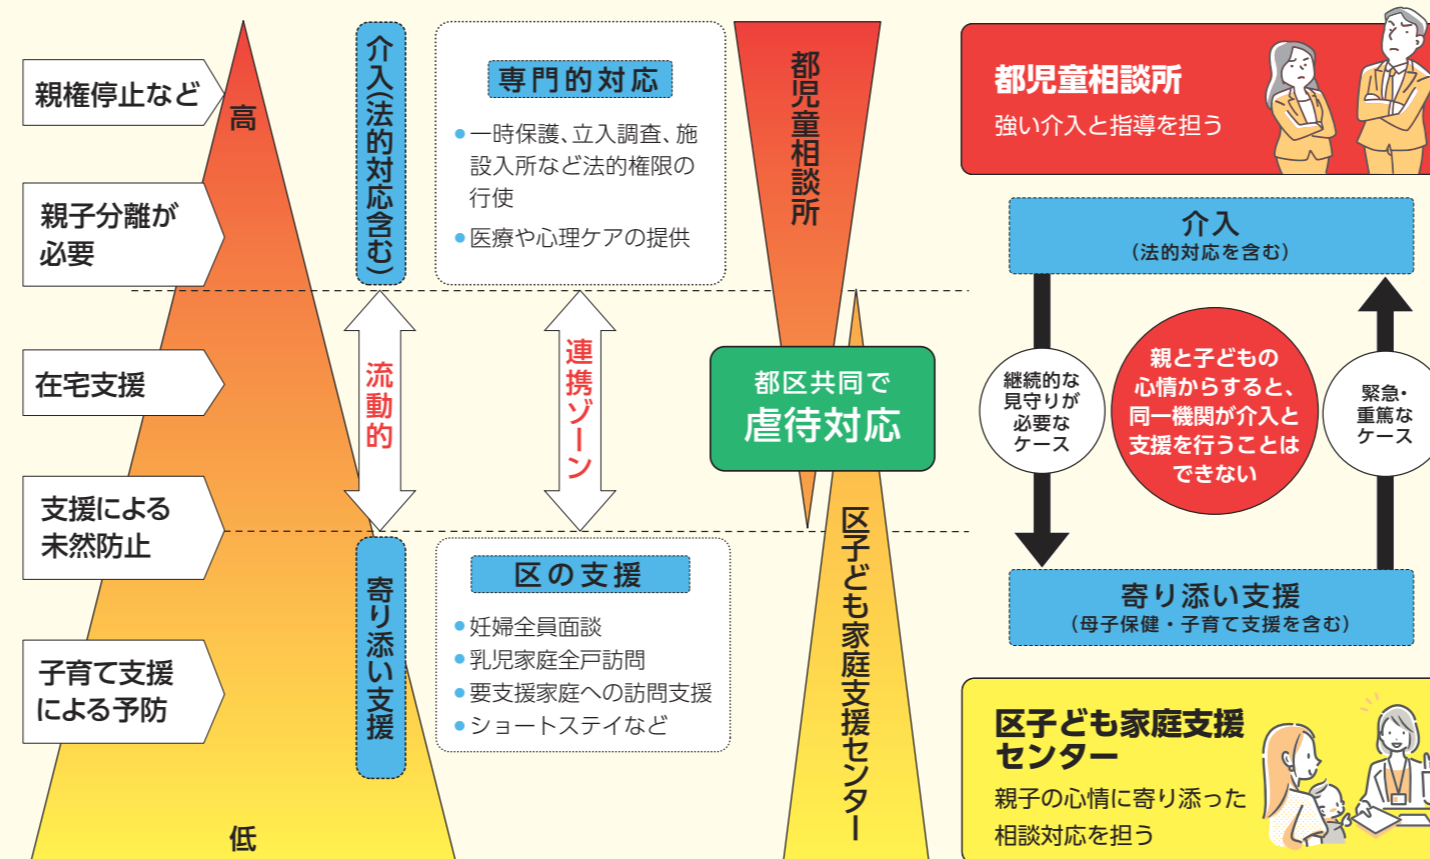 親権停止など
高
親子分離が
必要
在宅支援
支援による
未然防止
子育て支援
による予防
低
介入(法的対応含む)
流動的
寄り添い支援
専門的対応
●一時保護、立入調査、施
設入所など法的権限の
行使
●医療や心理ケアの提供
連携ゾーン
区の支援
●妊婦全員面談
●乳児家庭全戸訪問
●要支援家庭への訪問支援
●ショートステイなど
都児童相談所
都区共同で
虐待対応
区子ども家庭支援センター
都児童相談所
強い介入と指導を担う
介入
(法的対応を含む)
継続的な
見守りが
必要な
ケース
親と子どもの
心情からすると、
同一機関が介入と
支援を行うことは
できない
緊急・
重篤な
ケース
寄り添い支援
(母子保健・子育て支援を含む)
区子ども家庭支援
センター
親子の心情に寄り添った
相談対応を担う